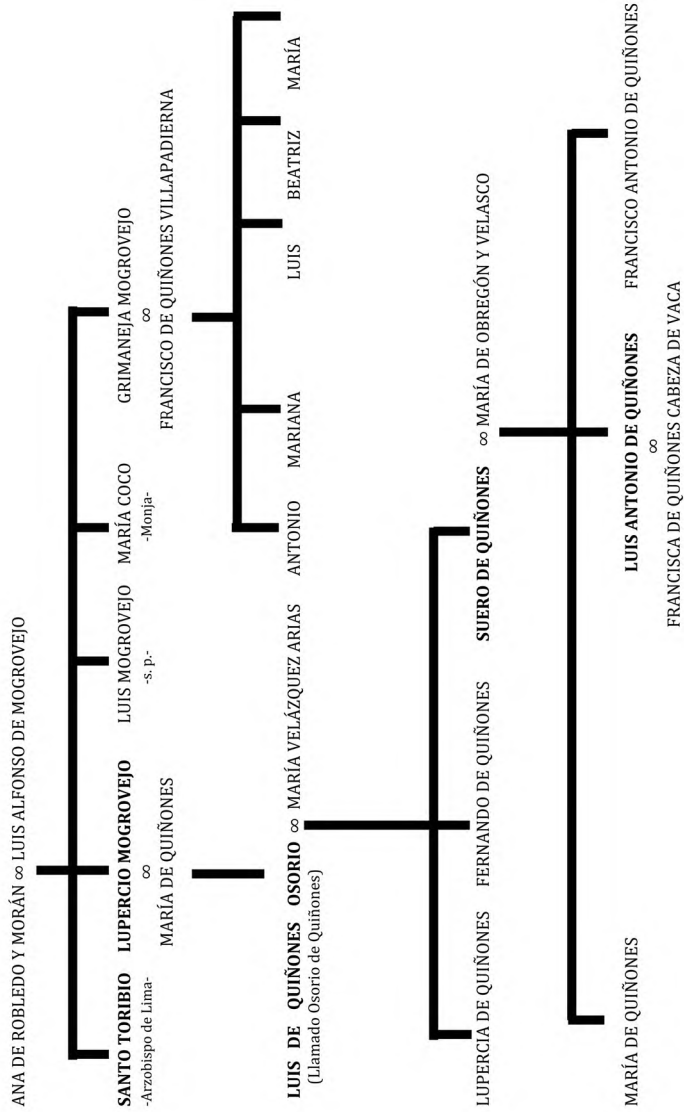 ANA DE ROBLEDO Y MORÁN ∞ LUIS ALFONSO DE MOGROVEJO
SANTO TORIBIO
-Arzobispo de Lima-
LUPERCIO MOGROVEJO
∞
MARÍA DE QUIÑONES
LUIS MOGROVEJO
-s. p.-
MARÍA COCO
-Monja-
GRIMANEJA MOGROVEJO
∞
FRANCISCO DE QUIÑONES VILLAPADIERNA
LUIS DE QUIÑONES OSORIO ∞ MARÍA VELÁZQUEZ ARIAS
(Llamado Osorio de Quiñones)
ANTONIO
MARIANA
LUIS
BEATRIZ
MARÍA
LUPERCIA DE QUIÑONES
FERNANDO DE QUIÑONES
SUERO DE QUIÑONES ∞ MARÍA DE OBREGÓN Y VELASCO
MARÍA DE QUIÑONES
LUIS ANTONIO DE QUIÑONES
∞
FRANCISCA DE QUIÑONES CABEZA DE VACA
FRANCISCO ANTONIO DE QUIÑONES